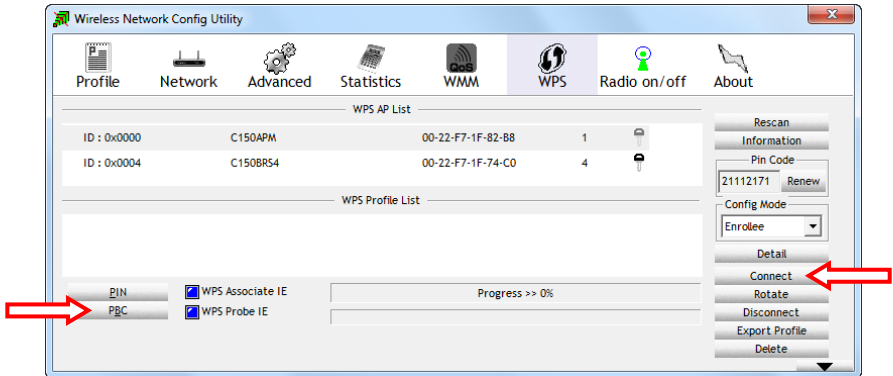 Wireless Network Config Utility
Profile Network Advanced Statistics QoS WMM WPS Radio on/off About
WPS AP List
ID : 0x0000 C150APM 00-22-F7-1F-82-B8 1
ID : 0x0004 C150BRS4 00-22-F7-1F-74-C0 4
WPS Profile List
PIN WPS Associate IE Progress >> 0%
PBC WPS Probe IE
Rescan
Information
Pin Code
21112171 Renew
Config Mode
Enrollee
Detail
Connect
Rotate
Disconnect
Export Profile
Delete